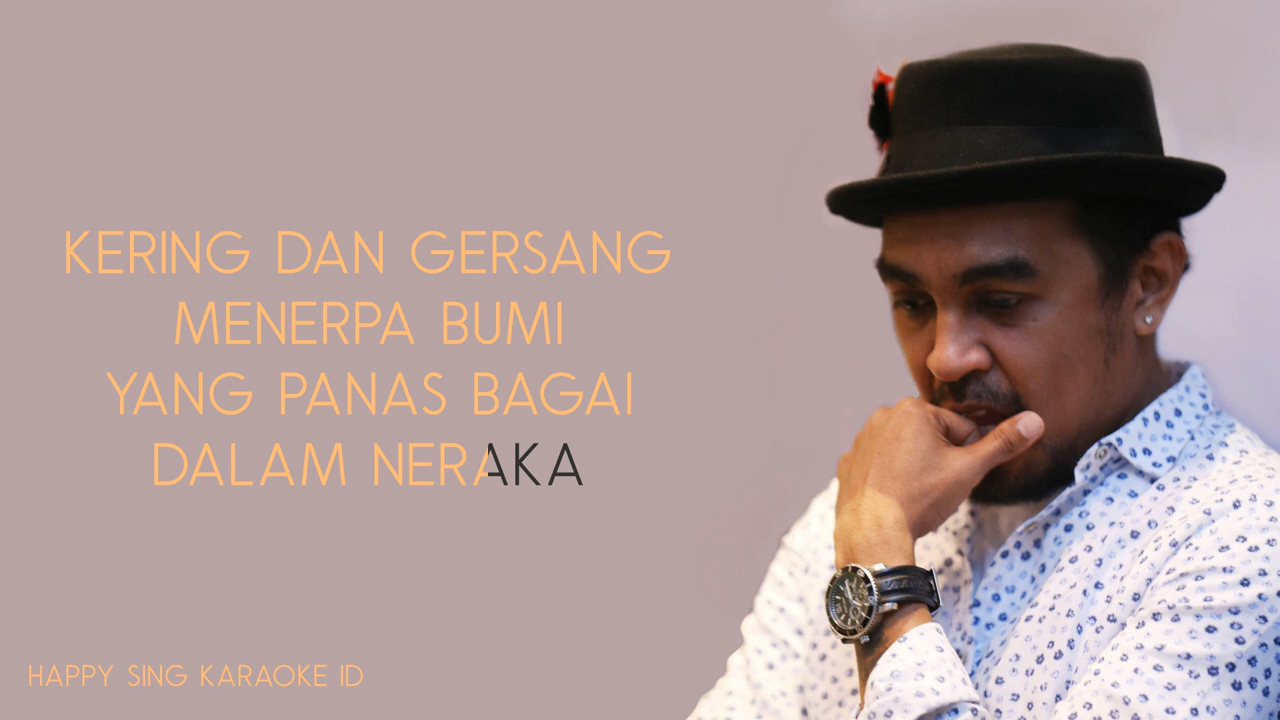 KERING DAN GERSANG
MENERPA BUMI
YANG PANAS BAGAI
DALAM NERAKA
HAPPY SING KARAOKE ID